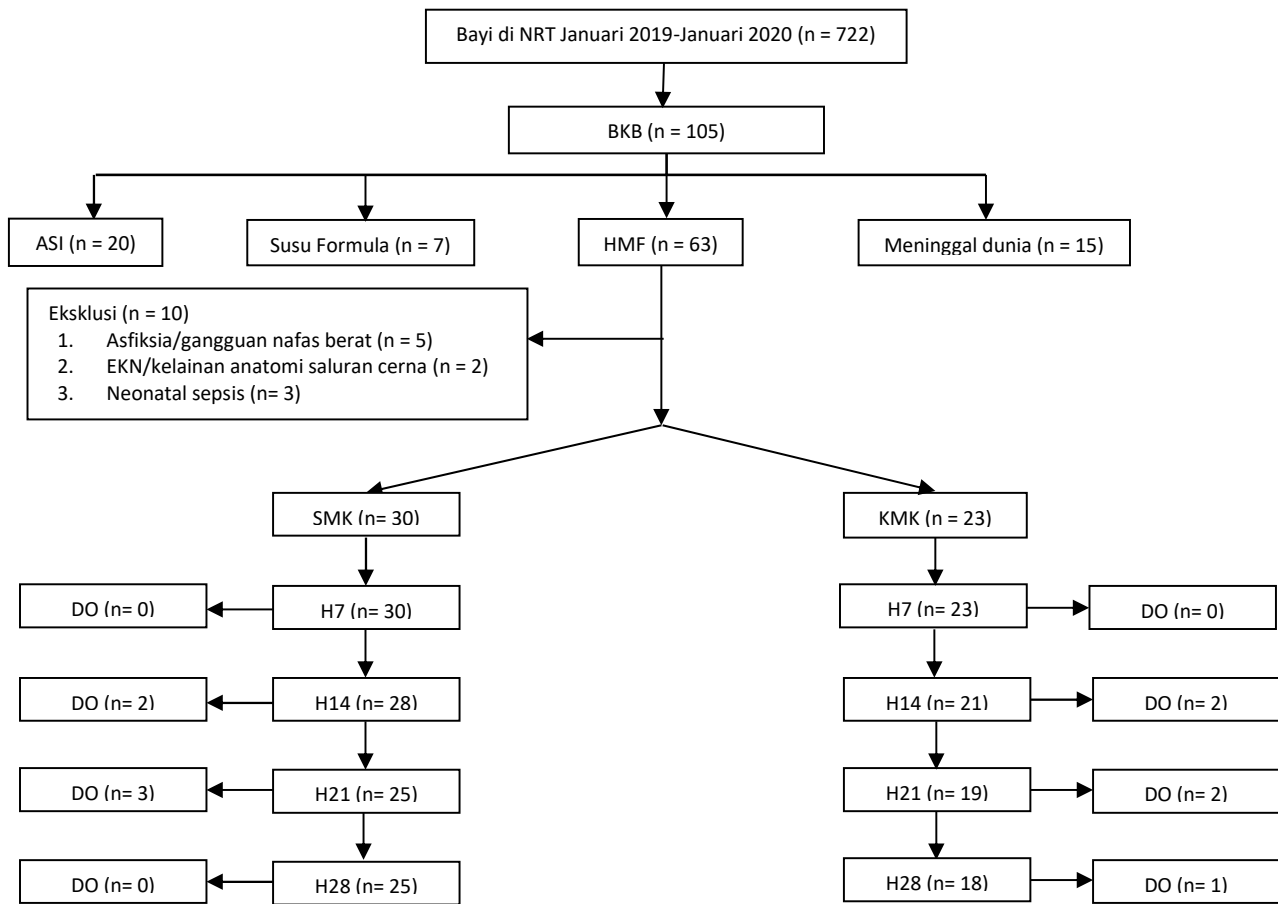 Bayi di NRT Januari 2019-Januari 2020 (n = 722)
BKB (n = 105)
ASI (n = 20)
Susu Formula (n = 7)
HMF (n = 63)
Meninggal dunia (n = 15)
Eksklusi (n = 10)
1. Asfiksia/gangguan nafas berat (n = 5)
2. EKN/kelainan anatomi saluran cerna (n = 2)
3. Neonatal sepsis (n= 3)
SMK (n= 30)
KMK (n = 23)
DO (n= 0)
H7 (n= 30)
H7 (n= 23)
DO (n= 0)
DO (n= 2)
H14 (n= 28)
H14 (n= 21)
DO (n= 2)
DO (n= 3)
H21 (n= 25)
H21 (n= 19)
DO (n= 2)
DO (n= 0)
H28 (n= 25)
H28 (n= 18)
DO (n= 1)